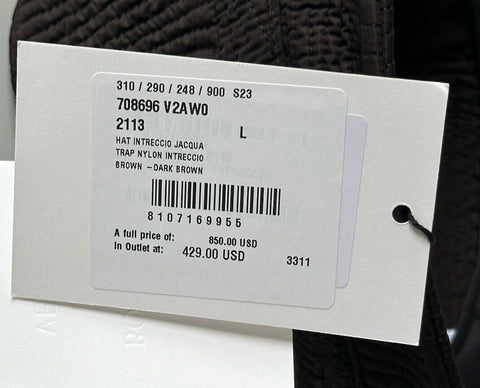 310 / 290 / 248 / 900 S23
708696 V2AW0
2113 L
HAT INTRECCIO JACQUA
TRAP NYLON INTRECCIO
BROWN –DARK BROWN
8107169955
A full price of: 850.00 USD
In Outlet at: 429.00 USD
3311